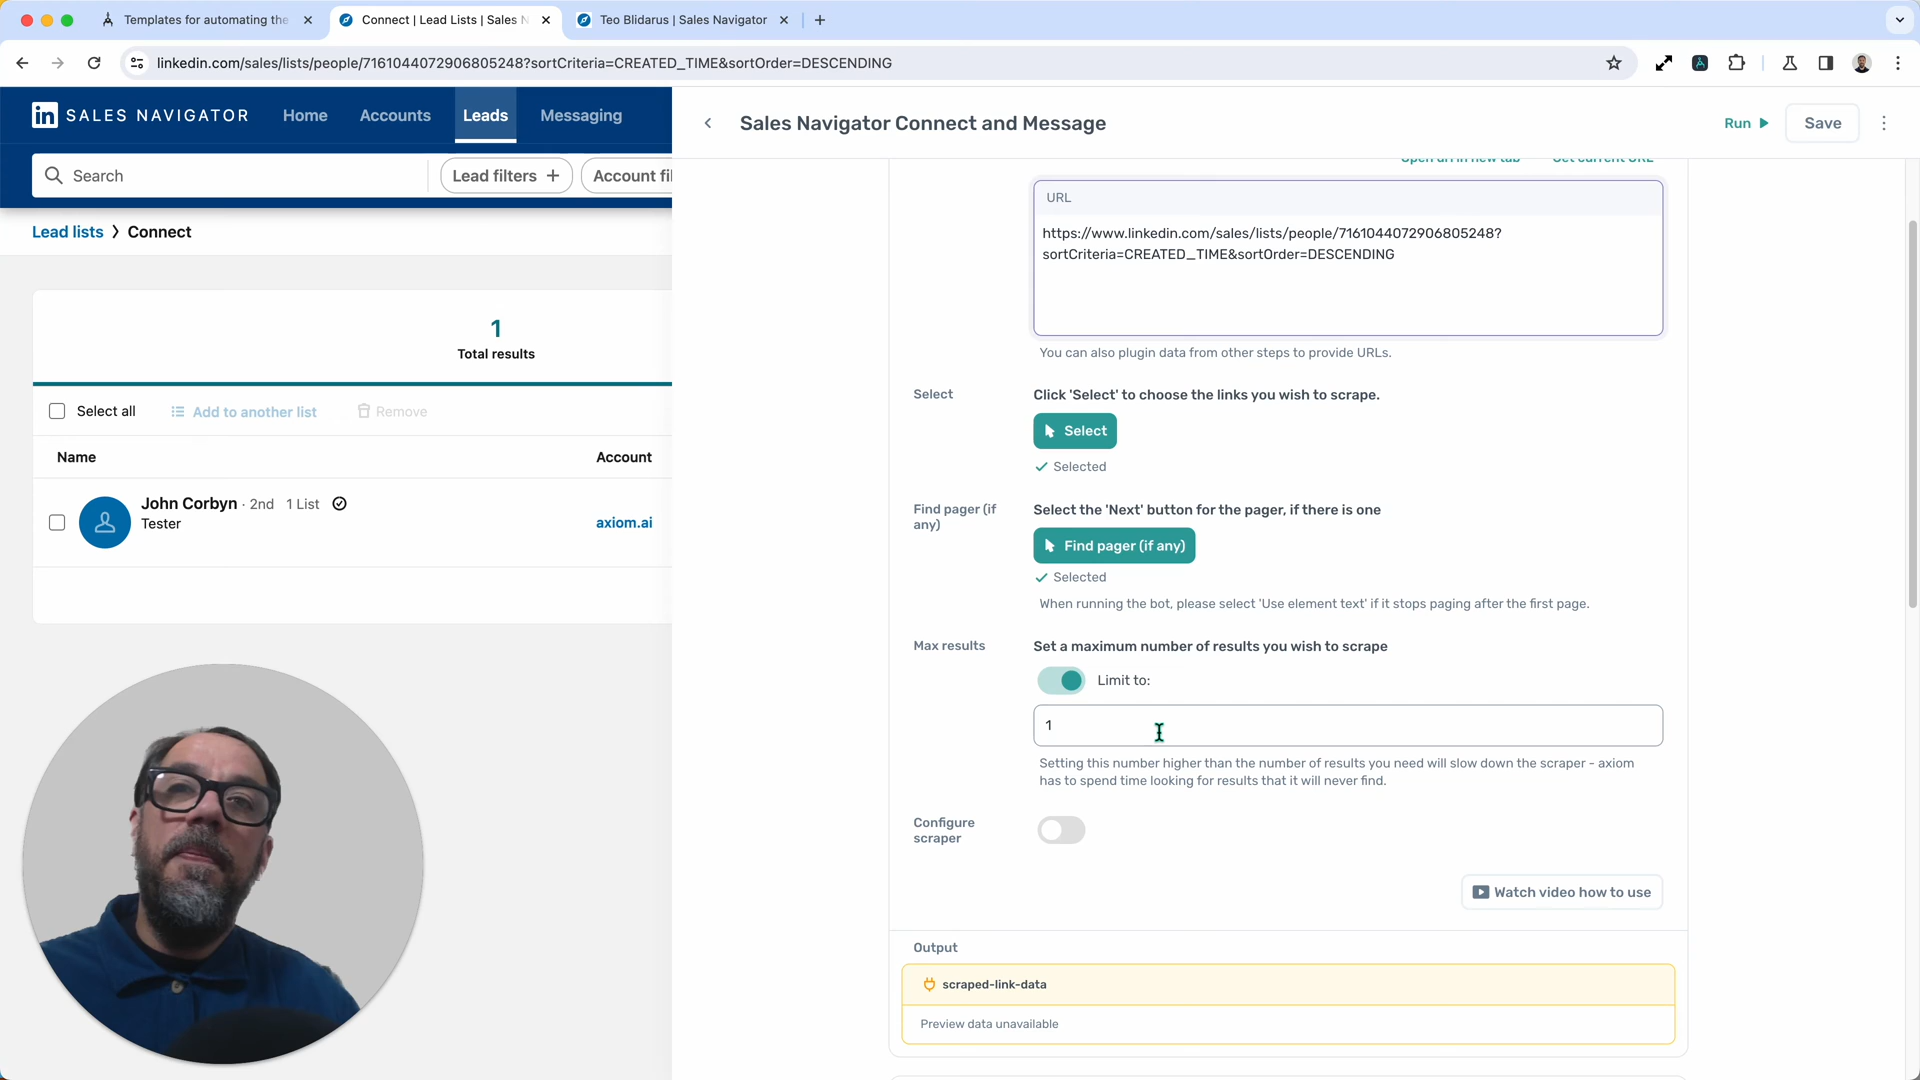 Templates for automating the
Connect | Lead Lists | Sales N
Teo Blidarus | Sales Navigator
linkedin.com/sales/lists/people/7161044072906805248?sortCriteria=CREATED_TIME&sortOrder=DESCENDING
in SALES NAVIGATOR
Home
Accounts
Leads
Messaging
Search
Lead filters +
Account fil
Lead lists > Connect
1
Total results
Select all
Add to another list
Remove
Name
Account
John Corbyn · 2nd 1 List
Tester
axiom.ai
Sales Navigator Connect and Message
Run
Save
Open url in new tab
Get current URL
URL
https://www.linkedin.com/sales/lists/people/7161044072906805248?
sortCriteria=CREATED_TIME&sortOrder=DESCENDING
You can also plugin data from other steps to provide URLs.
Select
Click 'Select' to choose the links you wish to scrape.
Select
Selected
Find pager (if
any)
Select the 'Next' button for the pager, if there is one
Find pager (if any)
Selected
When running the bot, please select 'Use element text' if it stops paging after the first page.
Max results
Set a maximum number of results you wish to scrape
Limit to:
1
Setting this number higher than the number of results you need will slow down the scraper - axiom
has to spend time looking for results that it will never find.
Configure
scraper
Watch video how to use
Output
scraped-link-data
Preview data unavailable